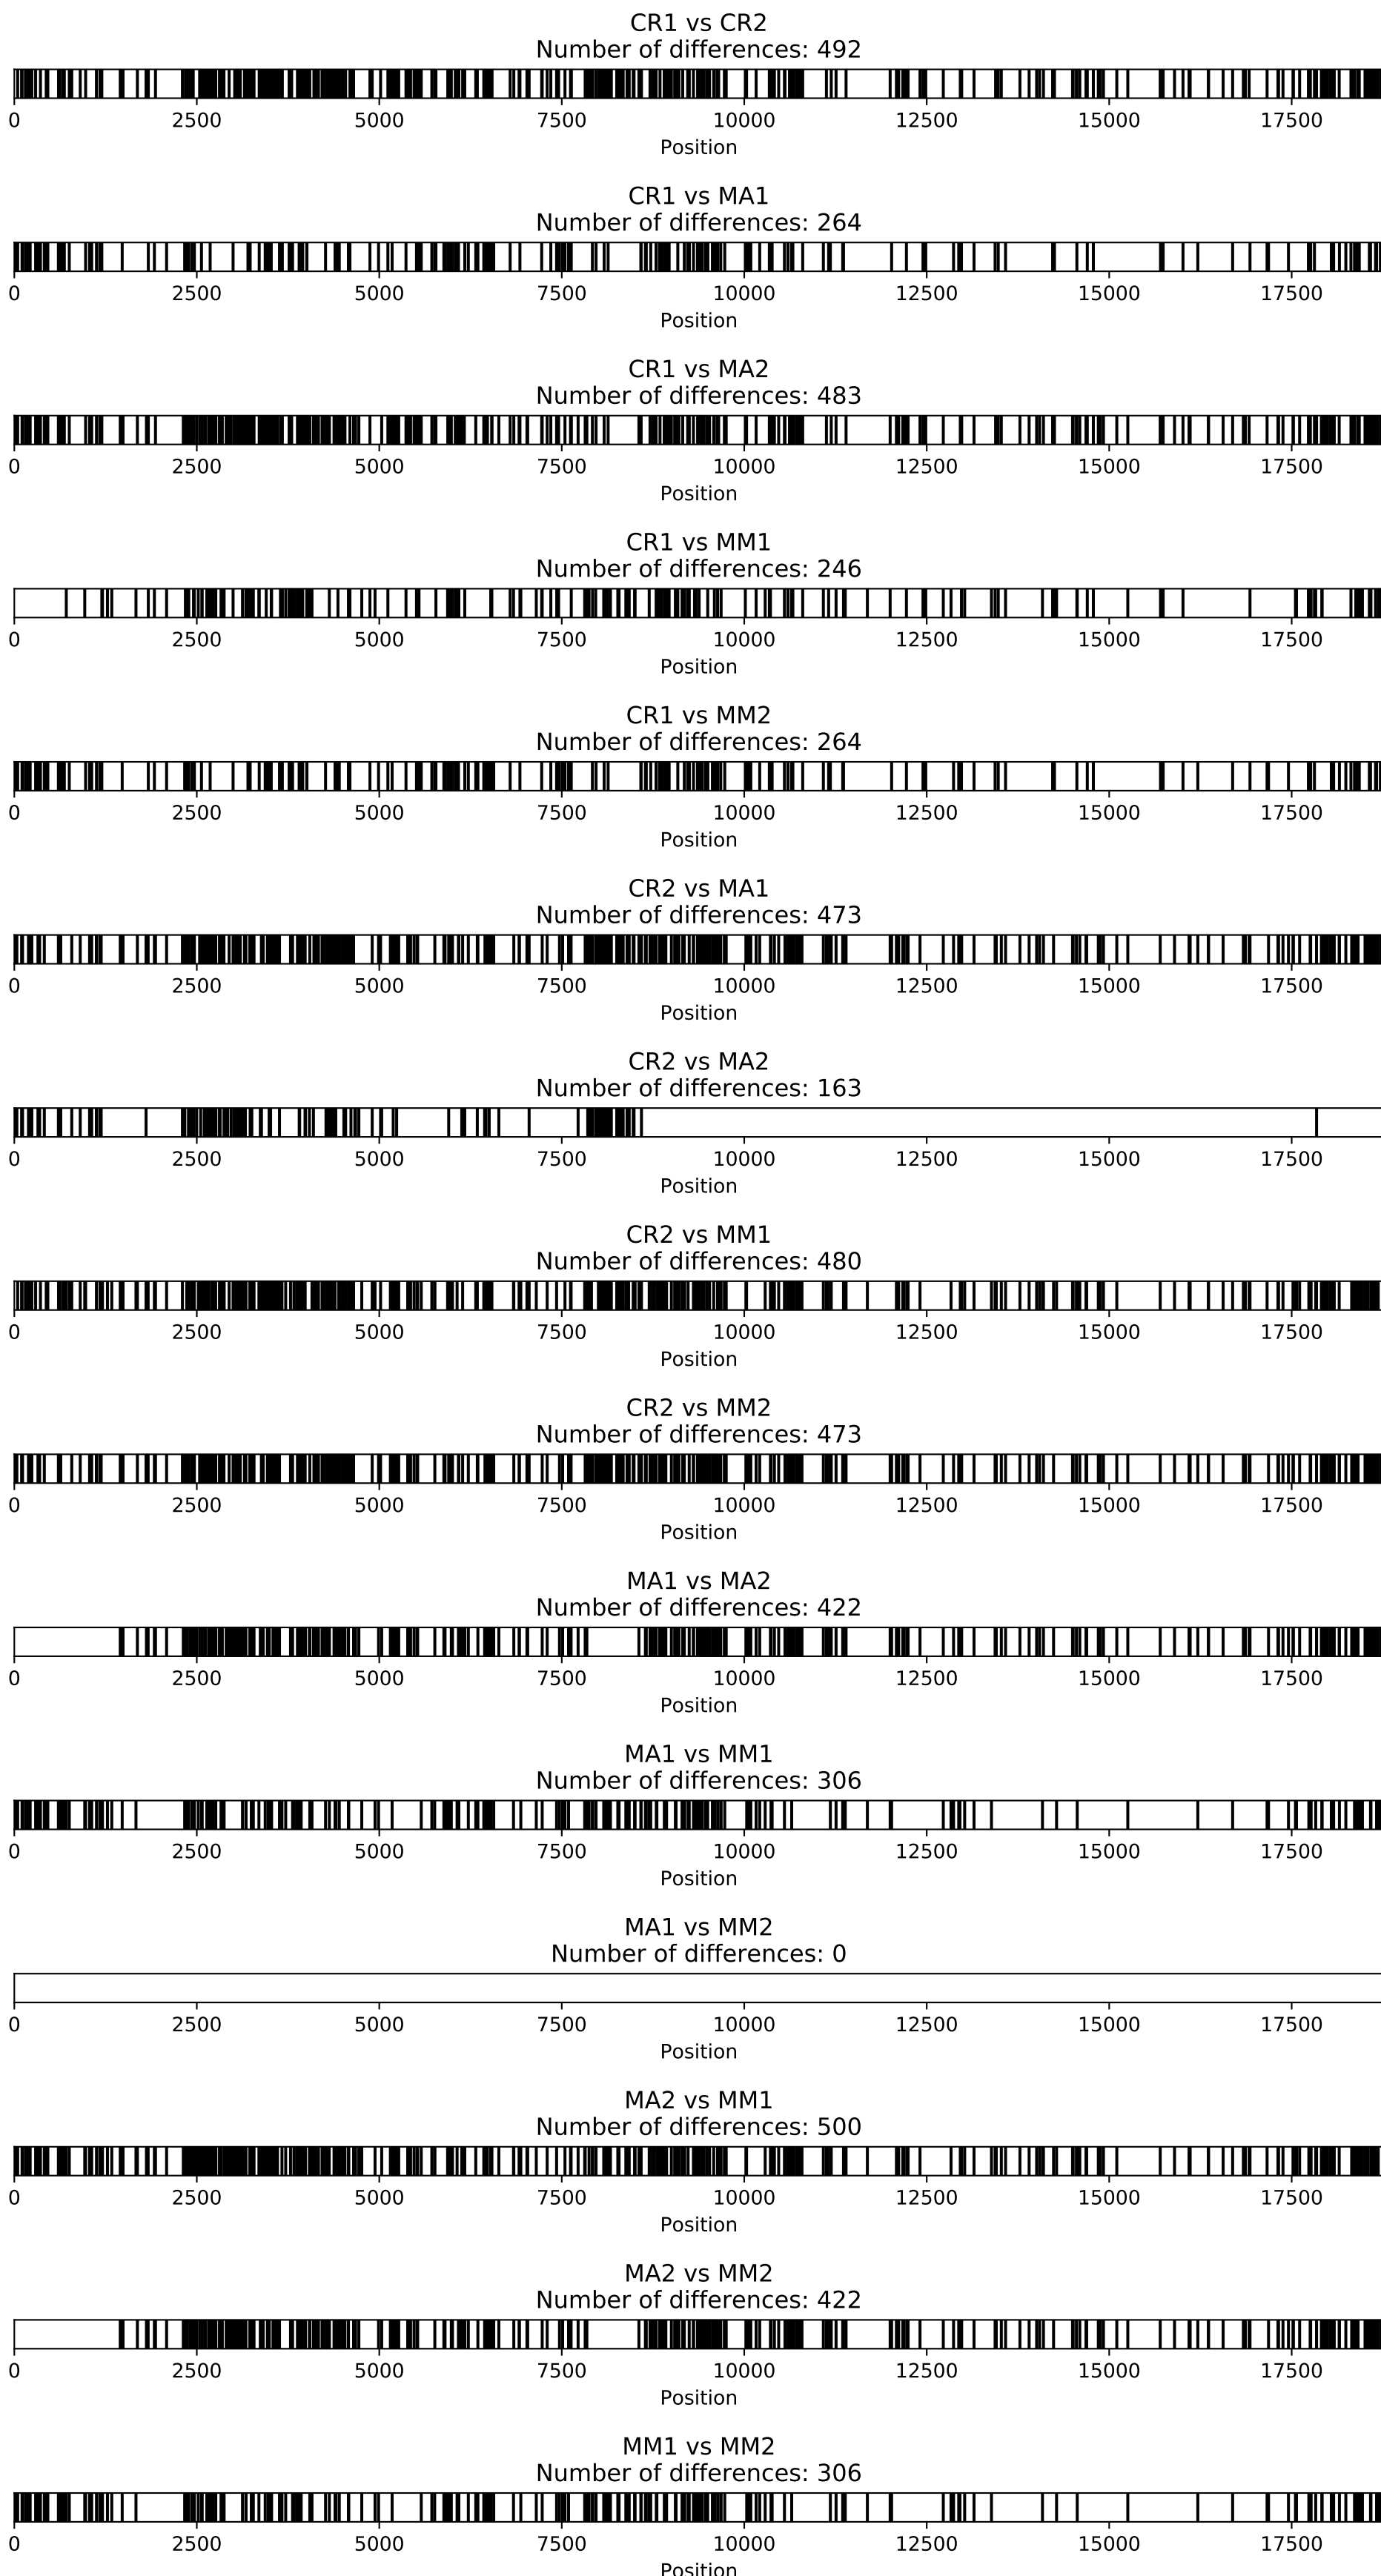 CR1 vs CR2
Number of differences: 492
0 2500 5000 7500 10000 12500 15000 17500
Position
CR1 vs MA1
Number of differences: 264
0 2500 5000 7500 10000 12500 15000 17500
Position
CR1 vs MA2
Number of differences: 483
0 2500 5000 7500 10000 12500 15000 17500
Position
CR1 vs MM1
Number of differences: 246
0 2500 5000 7500 10000 12500 15000 17500
Position
CR1 vs MM2
Number of differences: 264
0 2500 5000 7500 10000 12500 15000 17500
Position
CR2 vs MA1
Number of differences: 473
0 2500 5000 7500 10000 12500 15000 17500
Position
CR2 vs MA2
Number of differences: 163
0 2500 5000 7500 10000 12500 15000 17500
Position
CR2 vs MM1
Number of differences: 480
0 2500 5000 7500 10000 12500 15000 17500
Position
CR2 vs MM2
Number of differences: 473
0 2500 5000 7500 10000 12500 15000 17500
Position
MA1 vs MA2
Number of differences: 422
0 2500 5000 7500 10000 12500 15000 17500
Position
MA1 vs MM1
Number of differences: 306
0 2500 5000 7500 10000 12500 15000 17500
Position
MA1 vs MM2
Number of differences: 0
0 2500 5000 7500 10000 12500 15000 17500
Position
MA2 vs MM1
Number of differences: 500
0 2500 5000 7500 10000 12500 15000 17500
Position
MA2 vs MM2
Number of differences: 422
0 2500 5000 7500 10000 12500 15000 17500
Position
MM1 vs MM2
Number of differences: 306
0 2500 5000 7500 10000 12500 15000 17500
Position